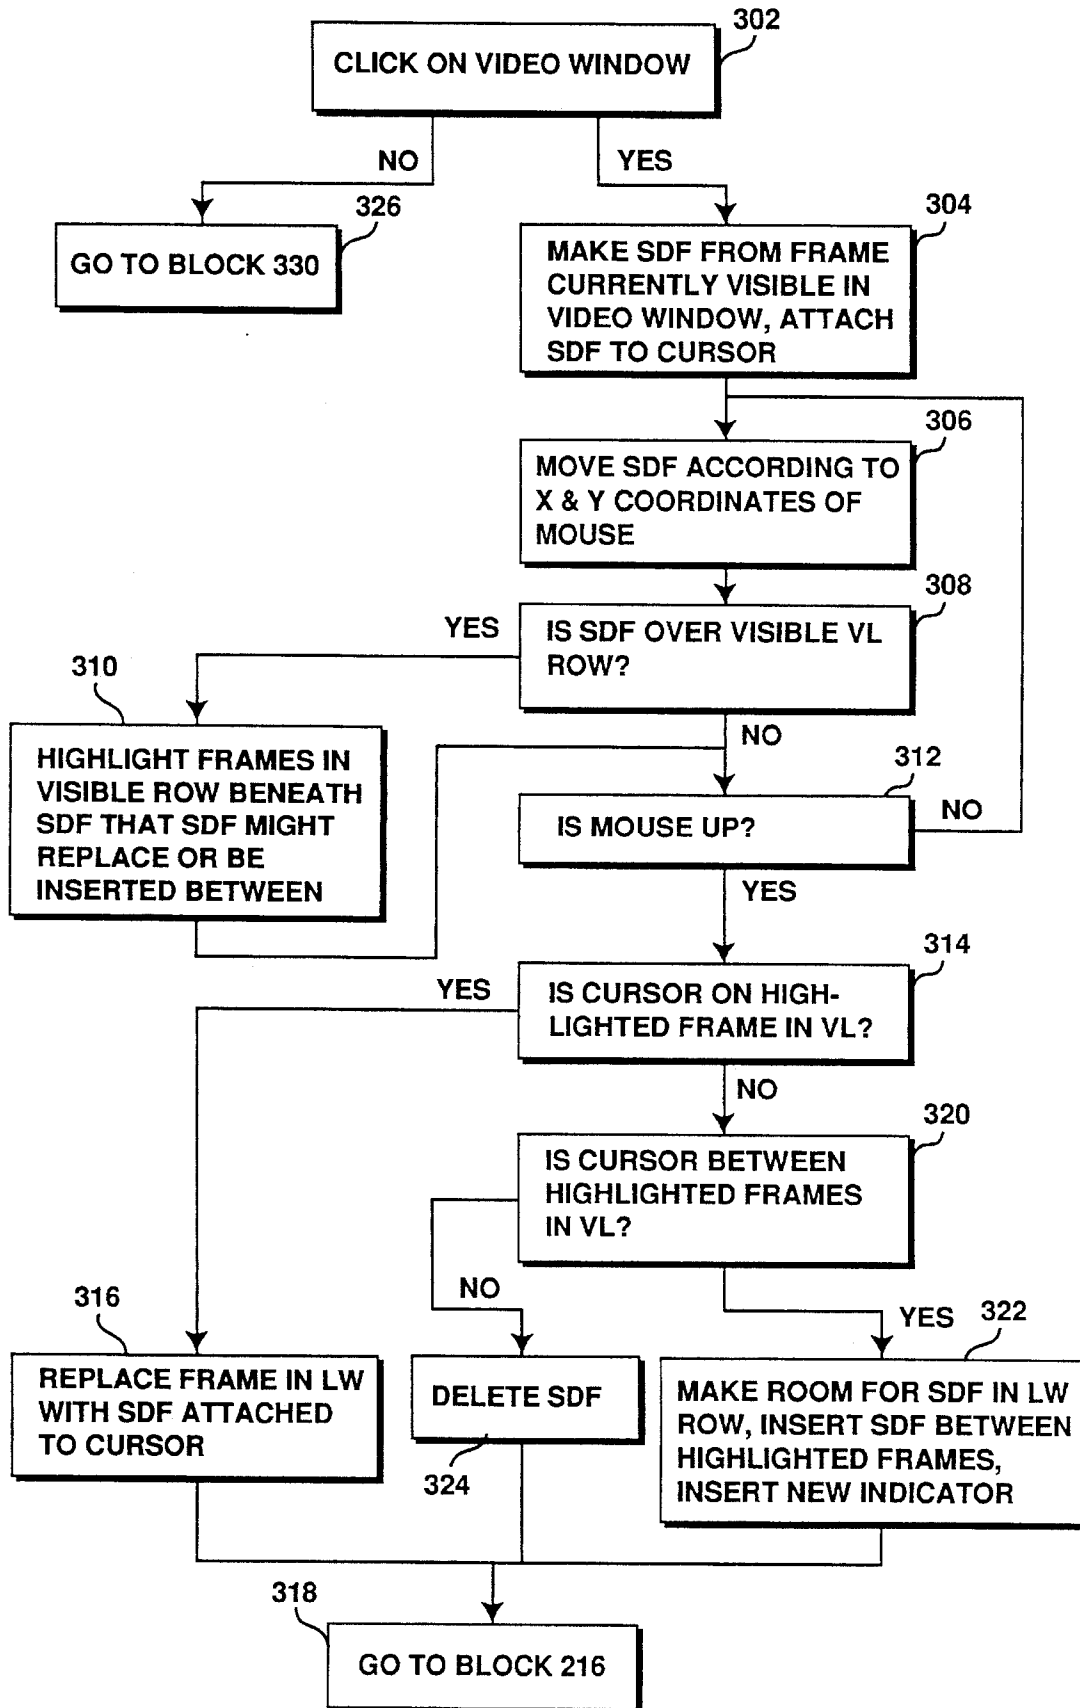 302
CLICK ON VIDEO WINDOW
NO
YES
326
GO TO BLOCK 330
304
MAKE SDF FROM FRAME
CURRENTLY VISIBLE IN
VIDEO WINDOW, ATTACH
SDF TO CURSOR
306
MOVE SDF ACCORDING TO
X & Y COORDINATES OF
MOUSE
308
IS SDF OVER VISIBLE VL
ROW?
YES
NO
310
HIGHLIGHT FRAMES IN
VISIBLE ROW BENEATH
SDF THAT SDF MIGHT
REPLACE OR BE
INSERTED BETWEEN
312
IS MOUSE UP?
NO
YES
314
IS CURSOR ON HIGH-
LIGHTED FRAME IN VL?
YES
NO
320
IS CURSOR BETWEEN
HIGHLIGHTED FRAMES
IN VL?
NO
YES
316
REPLACE FRAME IN LW
WITH SDF ATTACHED
TO CURSOR
DELETE SDF
324
322
MAKE ROOM FOR SDF IN LW
ROW, INSERT SDF BETWEEN
HIGHLIGHTED FRAMES,
INSERT NEW INDICATOR
318
GO TO BLOCK 216